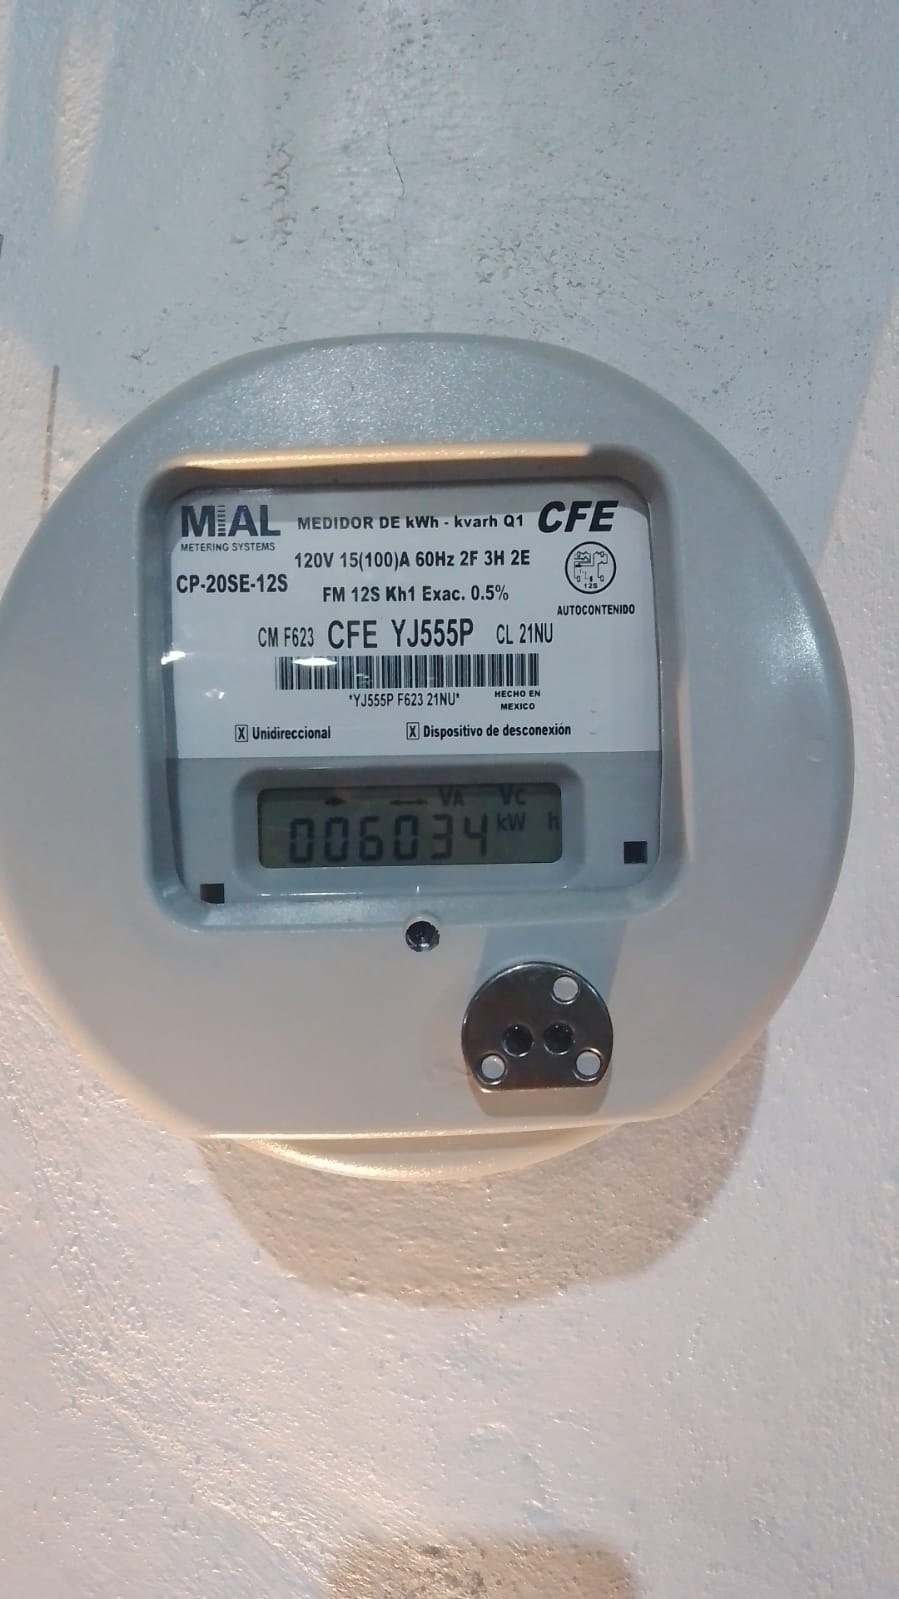 MIAL
METERING SYSTEMS
MEDIDOR DE kWh - kvarh Q1
CFE
120V 15(100)A 60Hz 2F 3H 2E
CP-20SE-12S
FM 12S Kh1 Exac. 0.5%
12S
AUTOCONTENIDO
CM F623 CFE YJ555P CL 21NU
*YJ555P F623 21NU*
HECHO EN
MEXICO
X Unidireccional
X Dispositivo de desconexión
VA VC
006034 kW h